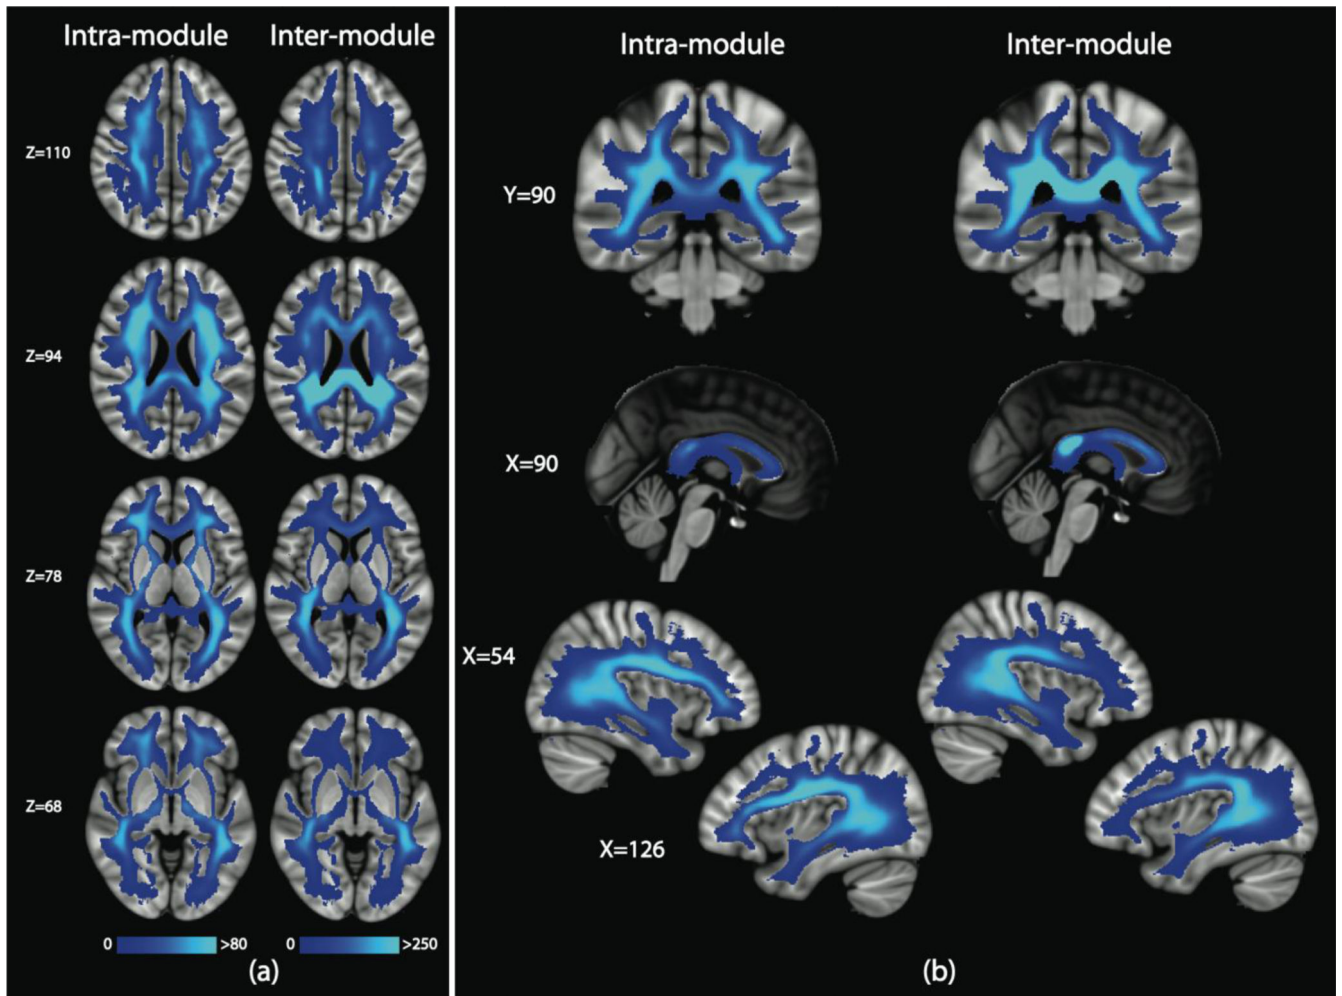 Intra-module Inter-module
Z=110
Z=94
Z=78
Z=68
0 >80 0 >250
(a)
Intra-module Inter-module
Y=90
X=90
X=54
X=126
(b)